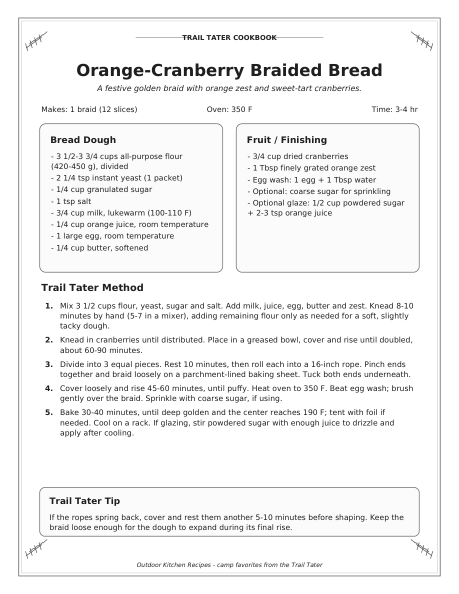 TRAIL TATER COOKBOOK
Orange-Cranberry Braided Bread
A festive golden braid with orange zest and sweet-tart cranberries.
Makes: 1 braid (12 slices) Oven: 350 F Time: 3-4 hr
Bread Dough
- 3 1/2-3 3/4 cups all-purpose flour
(420-450 g), divided
- 2 1/4 tsp instant yeast (1 packet)
- 1/4 cup granulated sugar
- 1 tsp salt
- 3/4 cup milk, lukewarm (100-110 F)
- 1/4 cup orange juice, room temperature
- 1 large egg, room temperature
- 1/4 cup butter, softened
Fruit / Finishing
- 3/4 cup dried cranberries
- 1 Tbsp finely grated orange zest
- Egg wash: 1 egg + 1 Tbsp water
- Optional: coarse sugar for sprinkling
- Optional glaze: 1/2 cup powdered sugar
+ 2-3 tsp orange juice
Trail Tater Method
1. Mix 3 1/2 cups flour, yeast, sugar and salt. Add milk, juice, egg, butter and zest. Knead 8-10
minutes by hand (5-7 in a mixer), adding remaining flour only as needed for a soft, slightly
tacky dough.
2. Knead in cranberries until distributed. Place in a greased bowl, cover and rise until doubled,
about 60-90 minutes.
3. Divide into 3 equal pieces. Rest 10 minutes, then roll each into a 16-inch rope. Pinch ends
together and braid loosely on a parchment-lined baking sheet. Tuck both ends underneath.
4. Cover loosely and rise 45-60 minutes, until puffy. Heat oven to 350 F. Beat egg wash; brush
gently over the braid. Sprinkle with coarse sugar, if using.
5. Bake 30-40 minutes, until deep golden and the center reaches 190 F; tent with foil if
needed. Cool on a rack. If glazing, stir powdered sugar with enough juice to drizzle and
apply after cooling.
Trail Tater Tip
If the ropes spring back, cover and rest them another 5-10 minutes before shaping. Keep the
braid loose enough for the dough to expand during its final rise.
Outdoor Kitchen Recipes - camp favorites from the Trail Tater